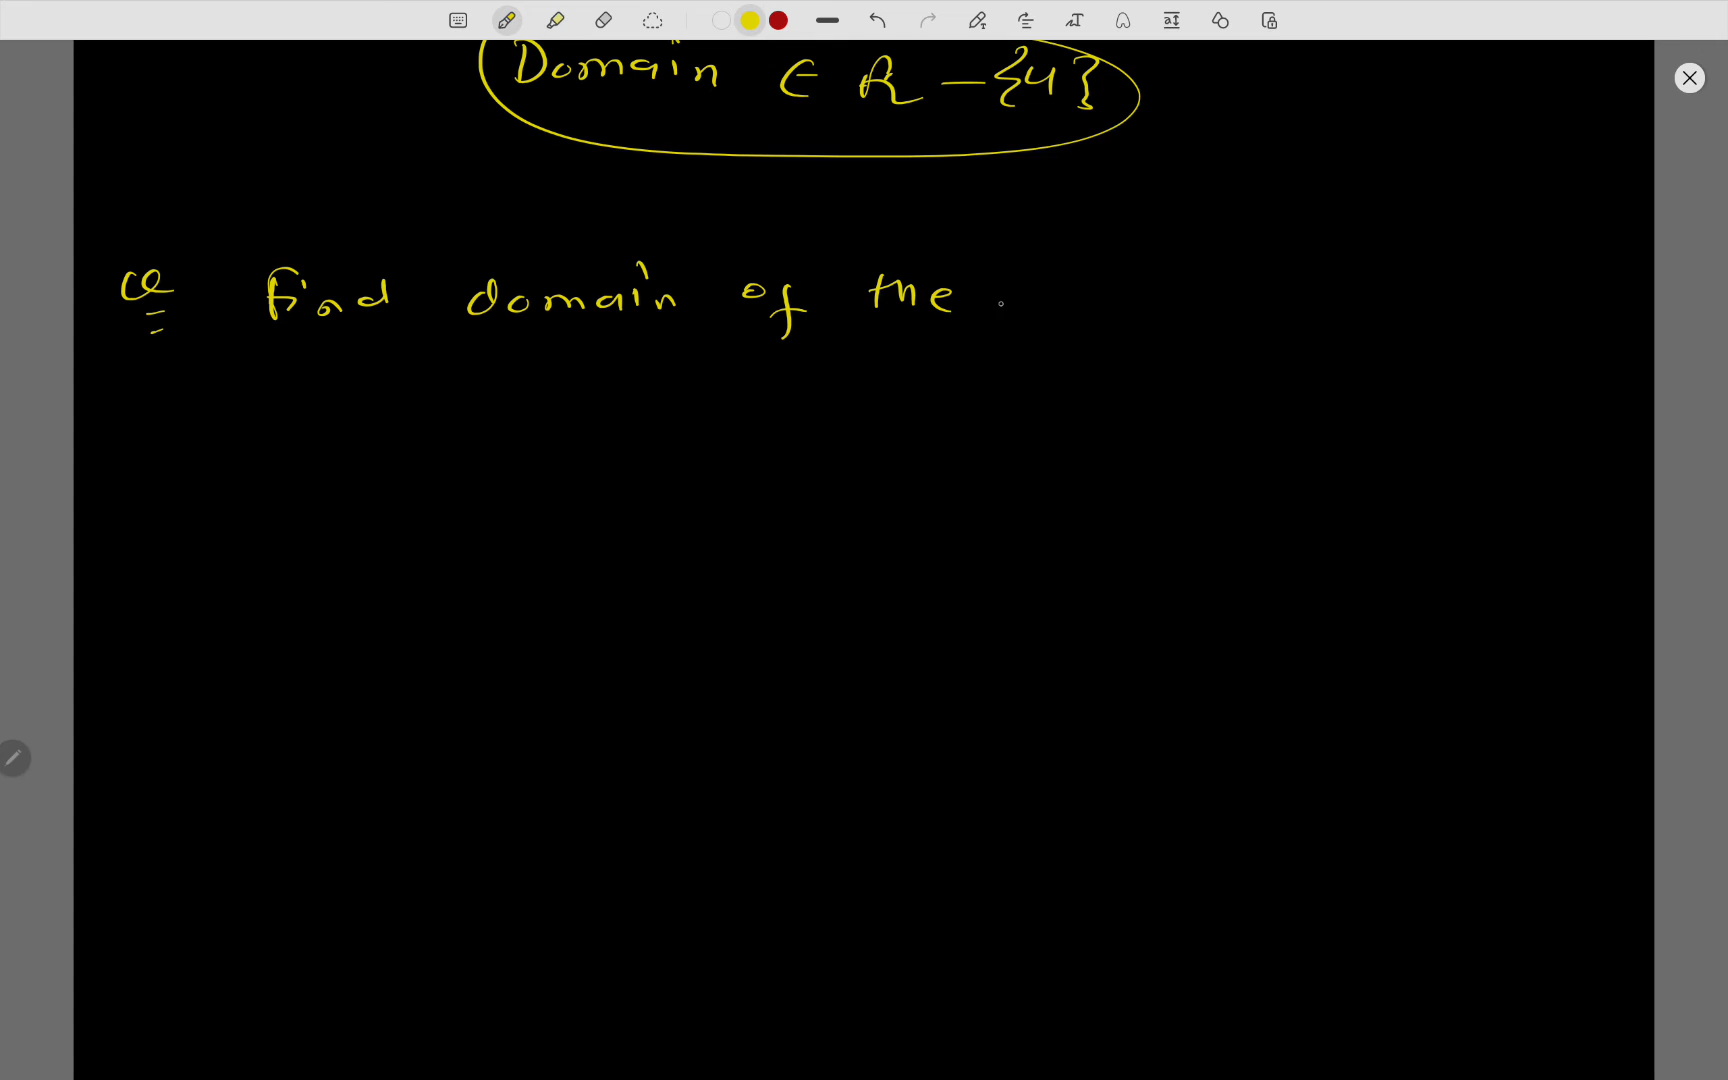 Domain ∈ R - {4}
Q Find domain of the